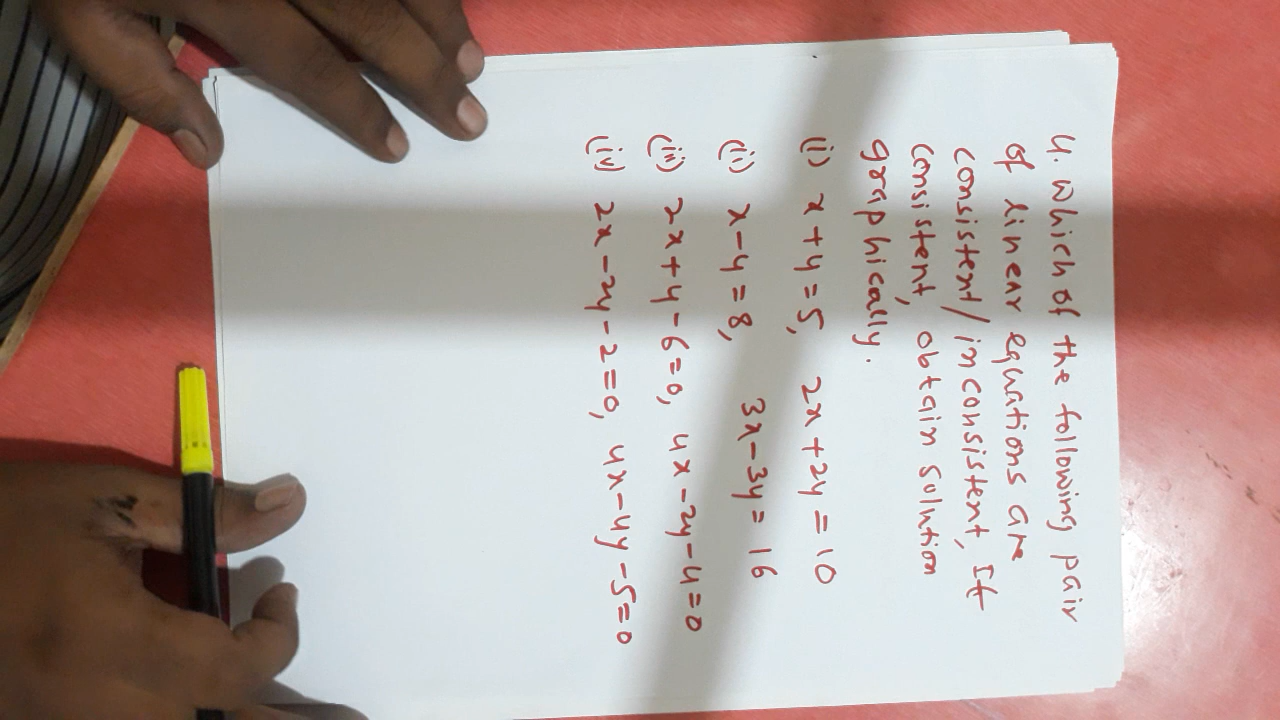 4. Which of the following pair
of linear equations are
consistent/inconsistent, If
consistent, obtain solution
graphically.
(i) x+y=5, 2x+2y=10
(ii) x-y=8, 3x-3y=16
(iii) 2x+y-6=0, 4x-2y-4=0
(iv) 2x-2y-2=0, 4x-4y-5=0